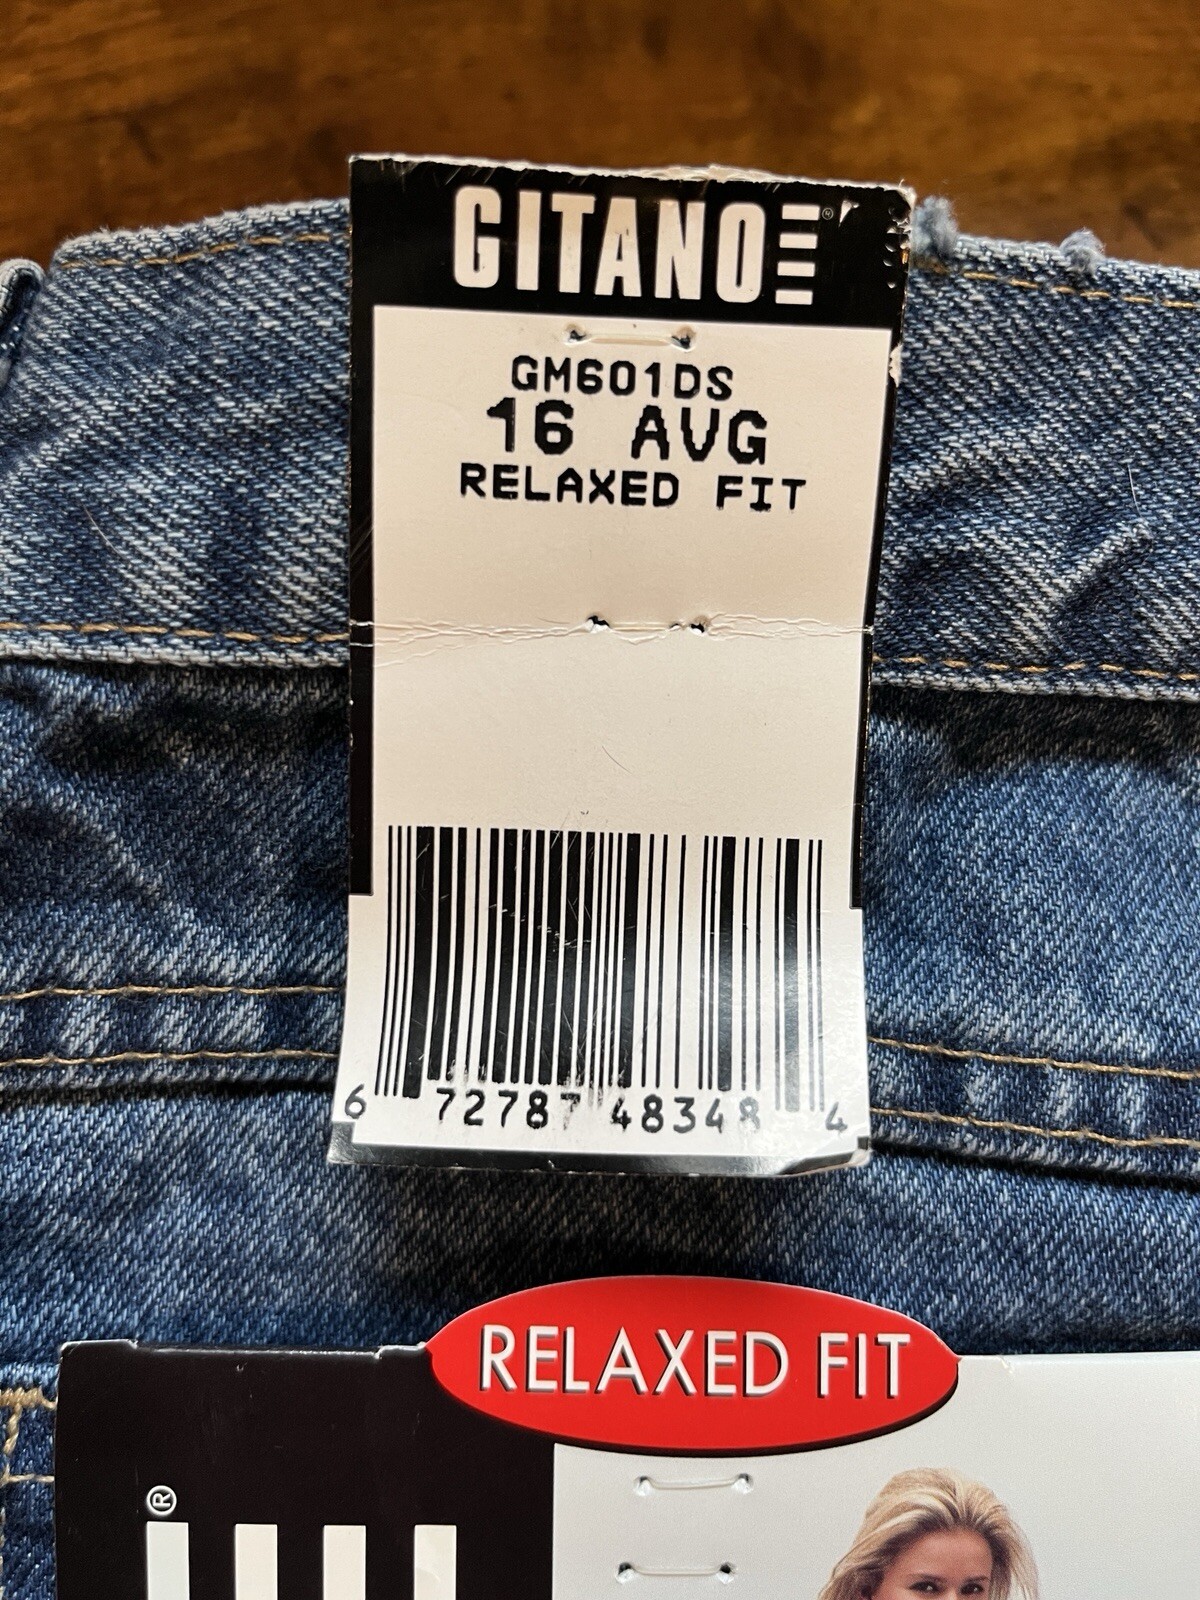 GITANO
GM601DS
16 AVG
RELAXED FIT
6 72787 48348 4
RELAXED FIT
®